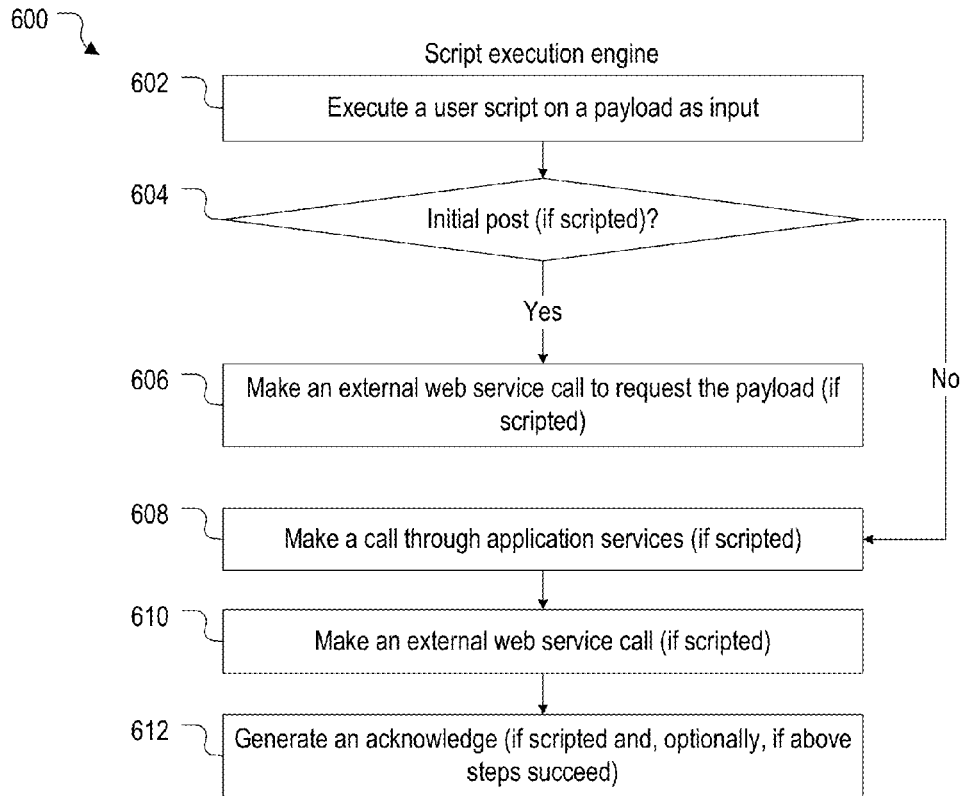 600
Script execution engine
602
Execute a user script on a payload as input
604
Initial post (if scripted)?
Yes
No
606
Make an external web service call to request the payload (if
scripted)
608
Make a call through application services (if scripted)
610
Make an external web service call (if scripted)
612
Generate an acknowledge (if scripted and, optionally, if above
steps succeed)